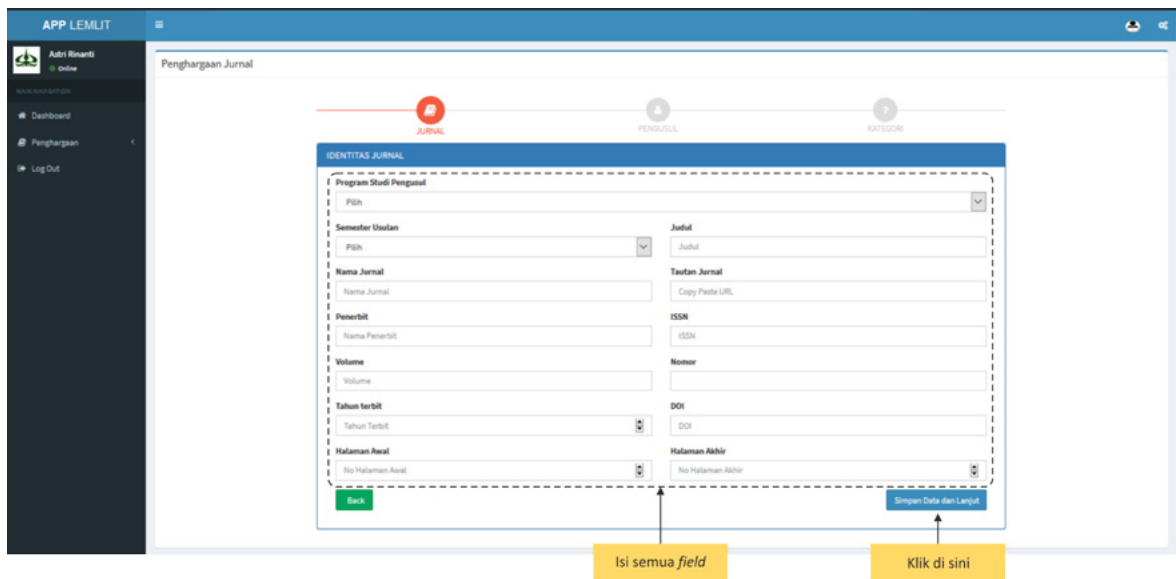 APP LEMLIT
Astri Rinanti
Online
MAIN NAVIGATION
Dashboard
Penghargaan
Log Out
Penghargaan Jurnal
JURNAL
PENGUSUL
KATEGORI
IDENTITAS JURNAL
Program Studi Pengusul
Pilih
Semester Usulan
Pilih
Judul
Judul
Nama Jurnal
Nama Jurnal
Tautan Jurnal
Copy Paste URL
Penerbit
Nama Penerbit
ISSN
ISSN
Volume
Volume
Nomor
Tahun terbit
Tahun Terbit
DOI
DOI
Halaman Awal
No Halaman Awal
Halaman Akhir
No Halaman Akhir
Back
Simpan Data dan Lanjut
Isi semua field
Klik di sini